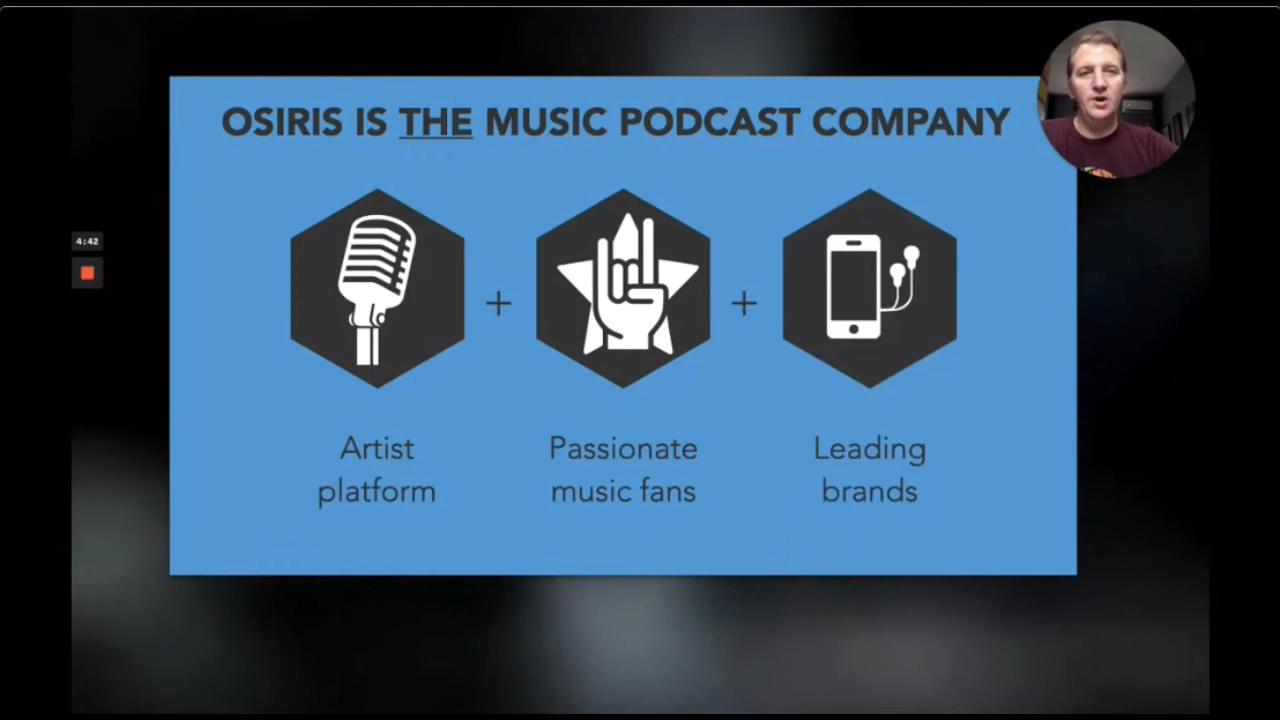 OSIRIS IS THE MUSIC PODCAST COMPANY
4:42
+
+
Artist
platform
Passionate
music fans
Leading
brands